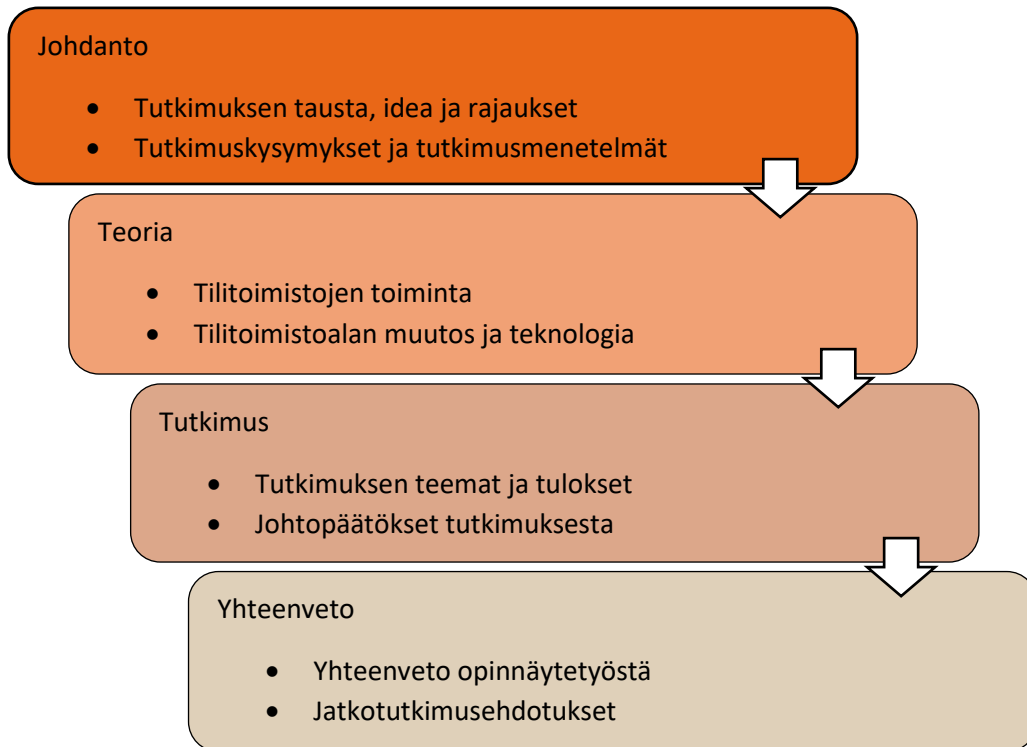 Johdanto
• Tutkimuksen tausta, idea ja rajaukset
• Tutkimuskysymykset ja tutkimusmenetelmät
Teoria
• Tilitoimistojen toiminta
• Tilitoimistoalan muutos ja teknologia
Tutkimus
• Tutkimuksen teemat ja tulokset
• Johtopäätökset tutkimuksesta
Yhteenveto
• Yhteenveto opinnäytetyöstä
• Jatkotutkimusehdotukset